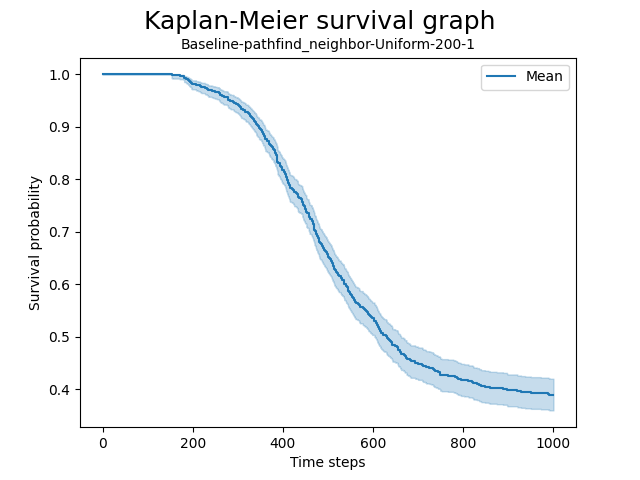 Kaplan-Meier survival graph
Baseline-pathfind_neighbor-Uniform-200-1
Mean
1.0
0.9
0.8
0.7
0.6
0.5
0.4
Survival probability
0 200 400 600 800 1000
Time steps